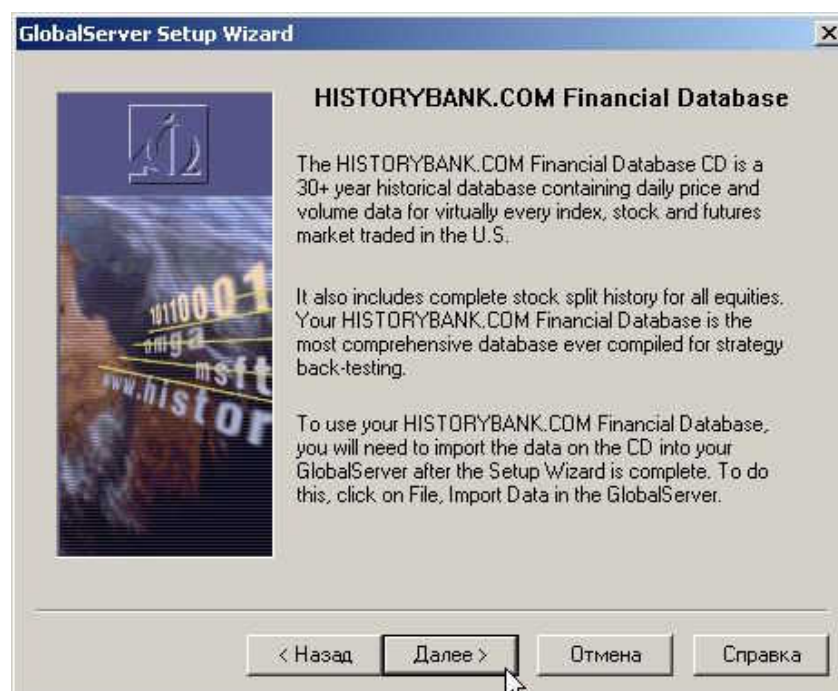 GlobalServer Setup Wizard
HISTORYBANK.COM Financial Database
The HISTORYBANK.COM Financial Database CD is a
30+ year historical database containing daily price and
volume data for virtually every index, stock and futures
market traded in the U.S.
It also includes complete stock split history for all equities.
Your HISTORYBANK.COM Financial Database is the
most comprehensive database ever compiled for strategy
back-testing.
To use your HISTORYBANK.COM Financial Database,
you will need to import the data on the CD into your
GlobalServer after the Setup Wizard is complete. To do
this, click on File, Import Data in the GlobalServer.
10110001
omga
msft
www.histor
< Назад
Далее >
Отмена
Справка